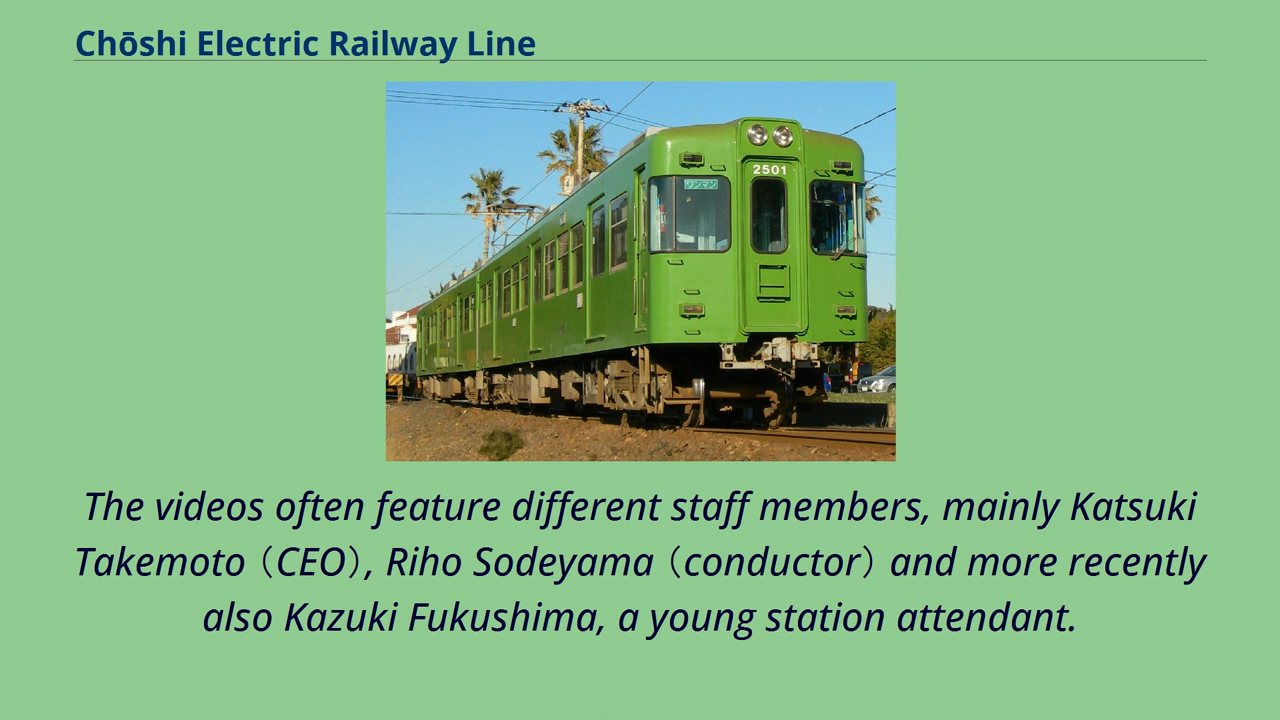 Chōshi Electric Railway Line
ワンマン
2501
The videos often feature different staff members, mainly Katsuki
Takemoto（CEO）, Riho Sodeyama（conductor）and more recently
also Kazuki Fukushima, a young station attendant.